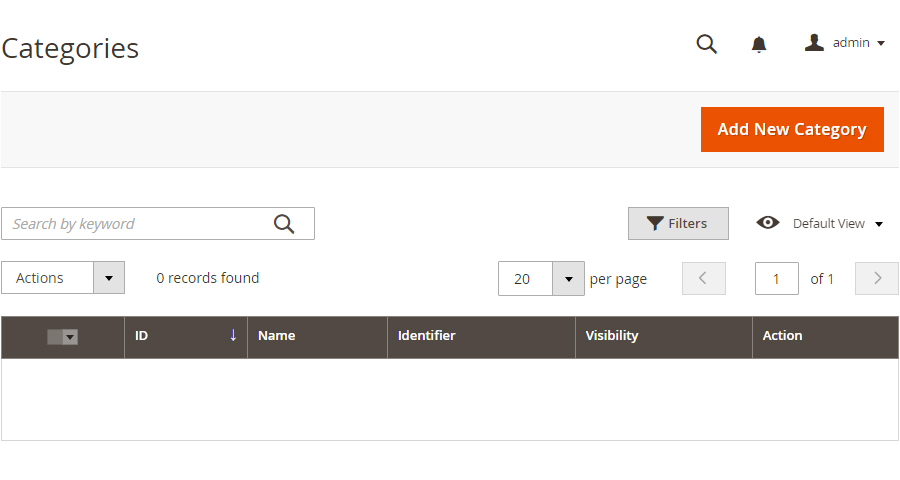 Categories
admin
Add New Category
Search by keyword
Filters
Default View
Actions
0 records found
20
per page
1
of 1
ID
Name
Identifier
Visibility
Action